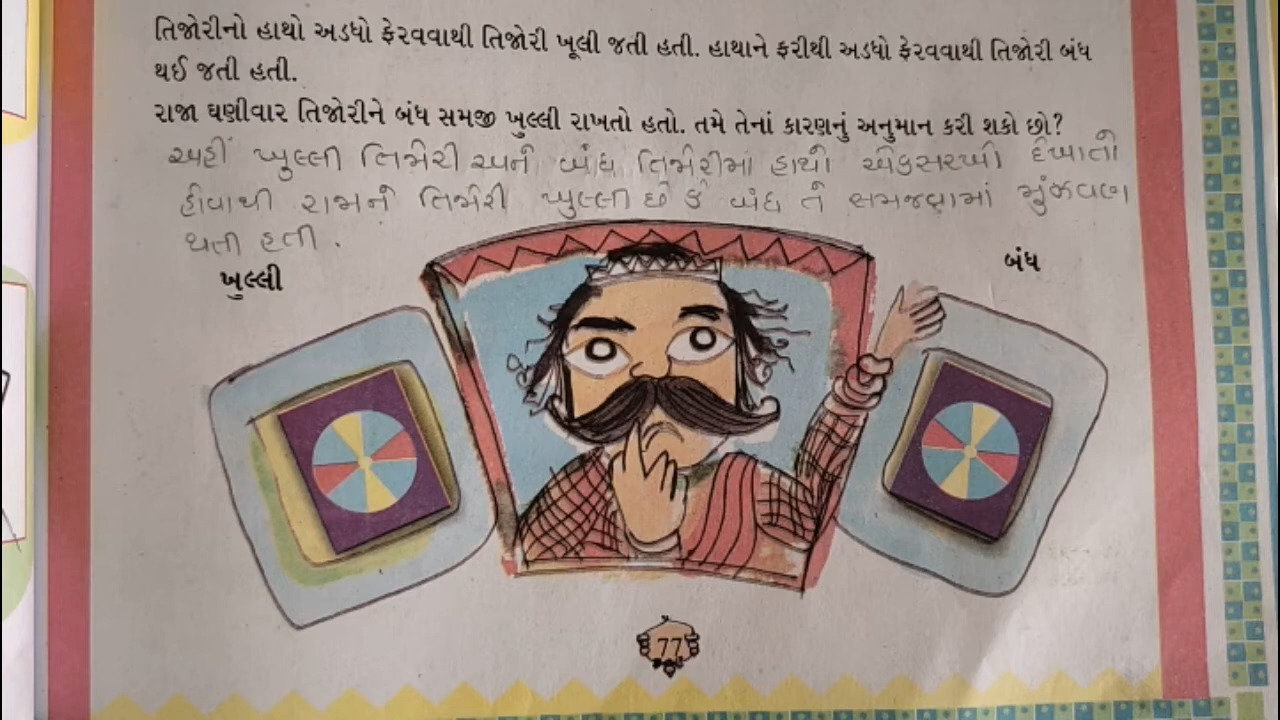 તિજોરીનો હાથો અડધો ફેરવવાથી તિજોરી ખૂલી જતી હતી. હાથાને ફરીથી અડધો ફેરવવાથી તિજોરી બંધ
થઈ જતી હતી.
રાજા ઘણીવાર તિજોરીને બંધ સમજી ખુલ્લી રાખતો હતો. તમે તેનાં કારણનું અનુમાન કરી શકો છો?
અહીં ખુલ્લી તિજોરી અને બંધ તિજોરીમાં હાથો એકસરખો દેખાતો
હોવાથી રાજાને તિજોરી ખુલ્લી છે કે બંધ તે સમજણમાં મુંઝવણ
થતી હતી.
ખુલ્લી
બંધ
77